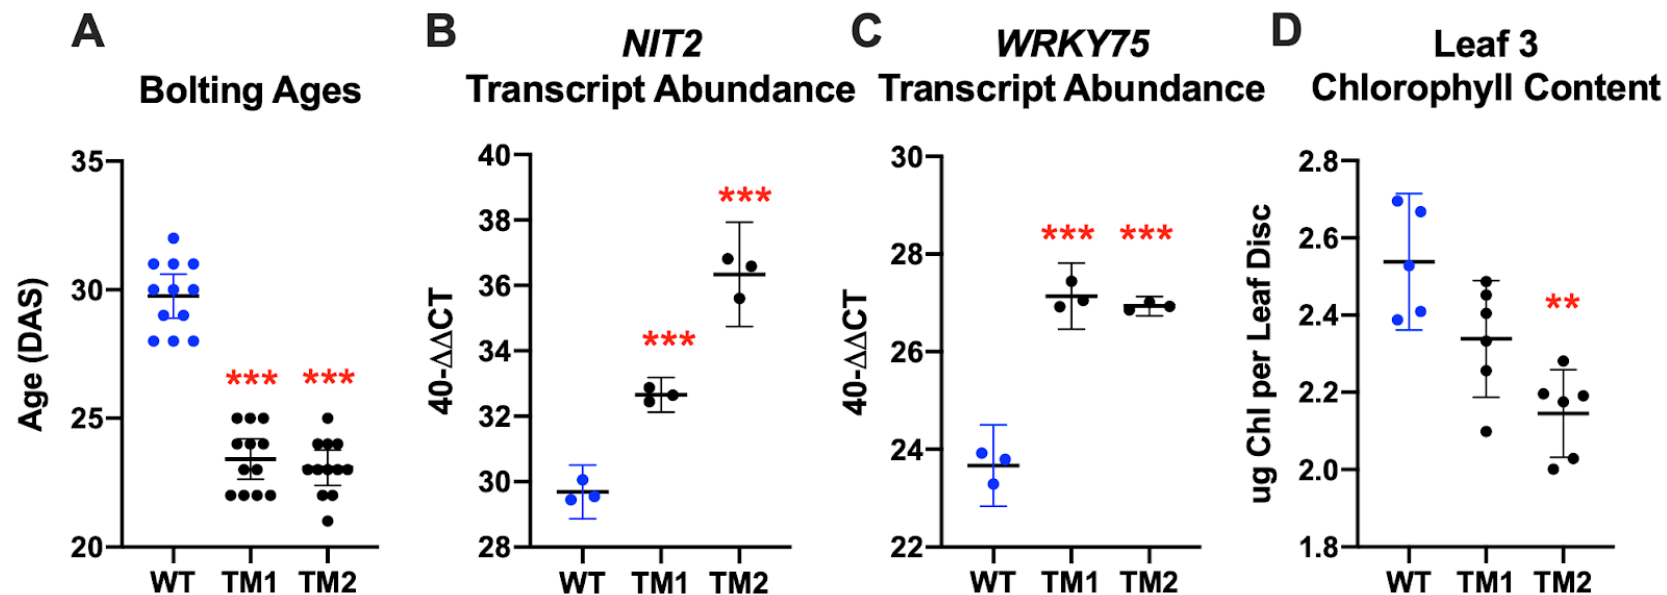 A
Bolting Ages
Age (DAS)
35
30
25
20
***
***
WT
TM1
TM2
B
NIT2
Transcript Abundance
40-ΔΔCT
40
38
36
34
32
30
28
***
***
WT
TM1
TM2
C
WRKY75
Transcript Abundance
40-ΔΔCT
30
28
26
24
22
***
***
WT
TM1
TM2
D
Leaf 3
Chlorophyll Content
ug Chl per Leaf Disc
2.8
2.6
2.4
2.2
2.0
1.8
**
WT
TM1
TM2